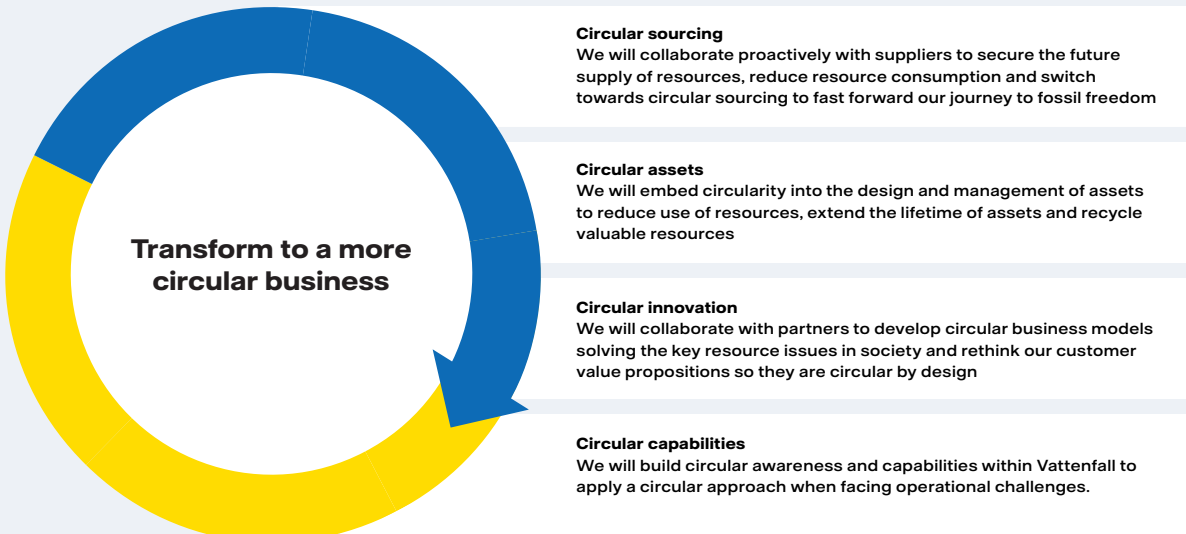 Transform to a more
circular business
Circular sourcing
We will collaborate proactively with suppliers to secure the future
supply of resources, reduce resource consumption and switch
towards circular sourcing to fast forward our journey to fossil freedom
Circular assets
We will embed circularity into the design and management of assets
to reduce use of resources, extend the lifetime of assets and recycle
valuable resources
Circular innovation
We will collaborate with partners to develop circular business models
solving the key resource issues in society and rethink our customer
value propositions so they are circular by design
Circular capabilities
We will build circular awareness and capabilities within Vattenfall to
apply a circular approach when facing operational challenges.